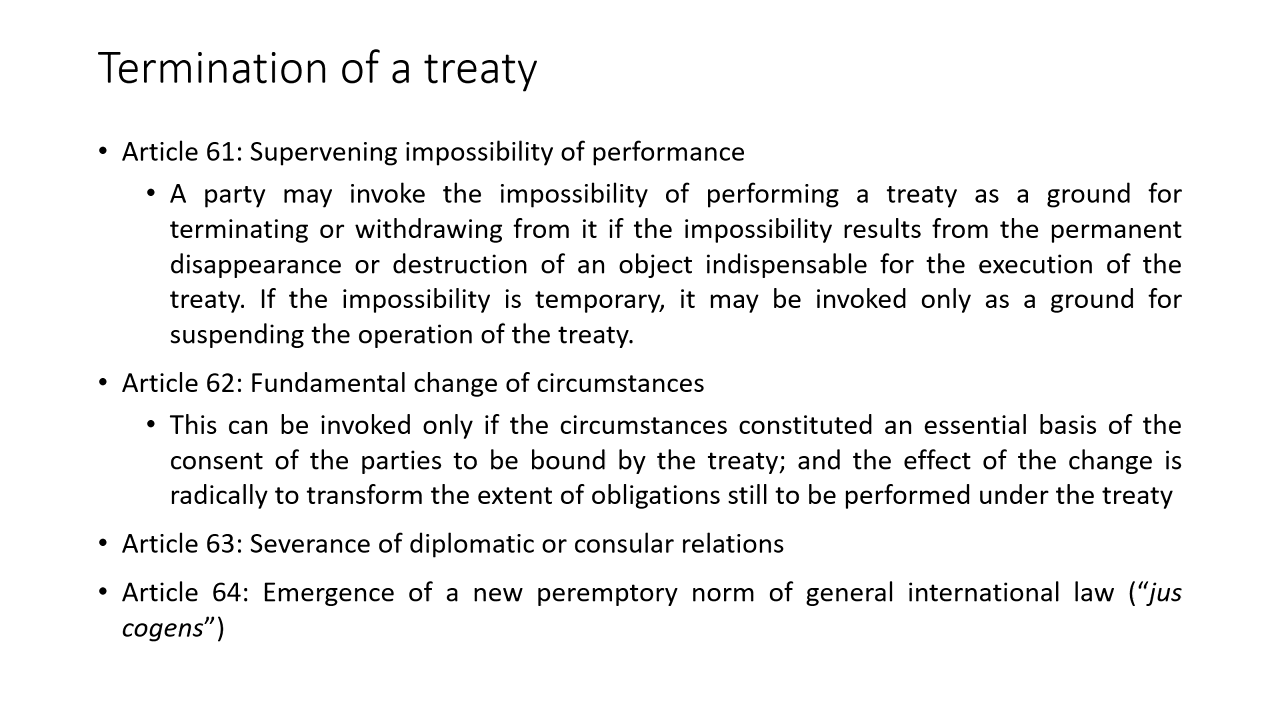 Termination of a treaty
• Article 61: Supervening impossibility of performance
• A party may invoke the impossibility of performing a treaty as a ground for
terminating or withdrawing from it if the impossibility results from the permanent
disappearance or destruction of an object indispensable for the execution of the
treaty. If the impossibility is temporary, it may be invoked only as a ground for
suspending the operation of the treaty.
• Article 62: Fundamental change of circumstances
• This can be invoked only if the circumstances constituted an essential basis of the
consent of the parties to be bound by the treaty; and the effect of the change is
radically to transform the extent of obligations still to be performed under the treaty
• Article 63: Severance of diplomatic or consular relations
• Article 64: Emergence of a new peremptory norm of general international law (“jus
cogens”)